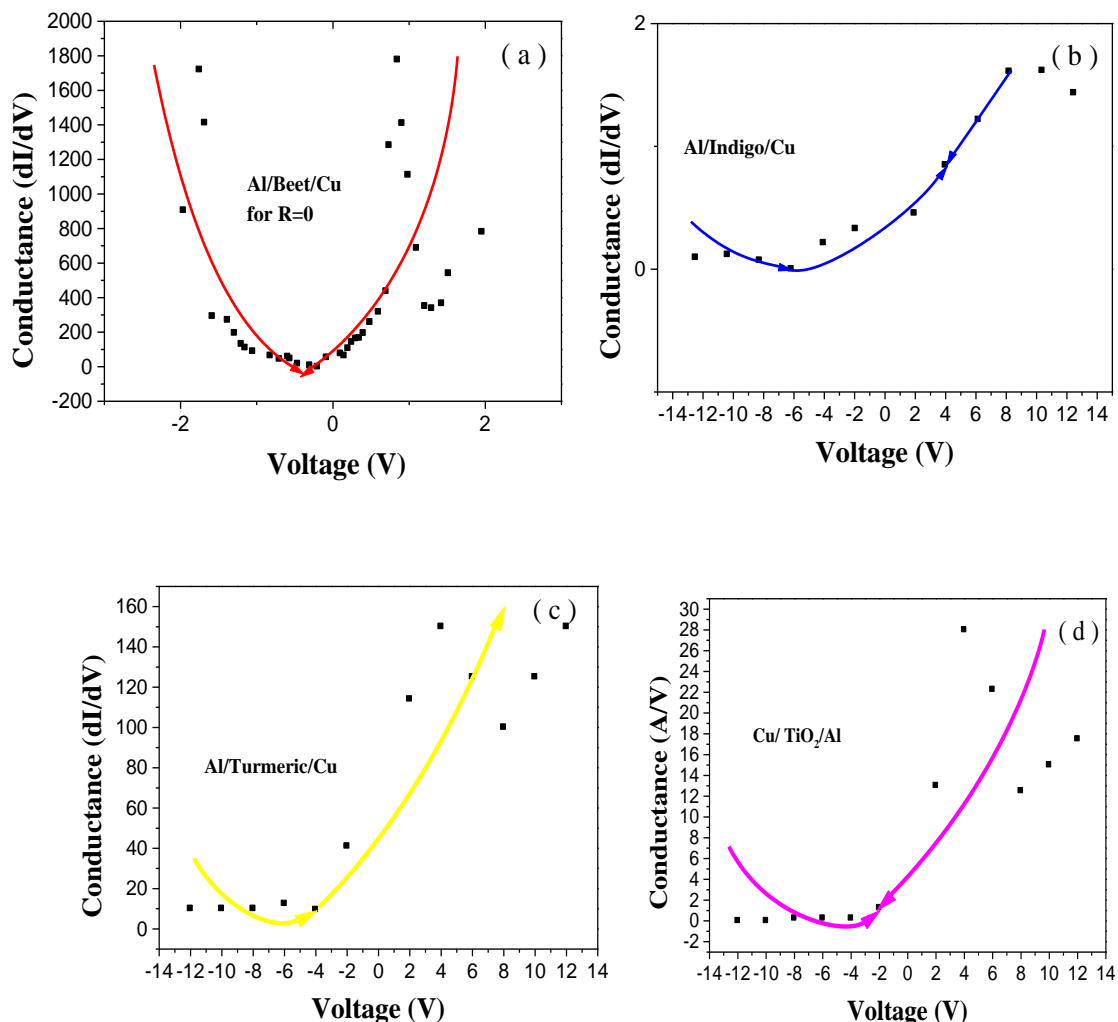 2000
1800
1600
1400
1200
1000
800
600
400
200
0
-200
-2
0
2
Conductance (dI/dV)
Voltage (V)
( a )
Al/Beet/Cu
for R=0
2
1
0
-14 -12 -10 -8 -6 -4 -2 0 2 4 6 8 10 12 14
Conductance (dI/dV)
Voltage (V)
( b )
Al/Indigo/Cu
160
140
120
100
80
60
40
20
0
-14 -12 -10 -8 -6 -4 -2 0 2 4 6 8 10 12 14
Conductance (dI/dV)
Voltage (V)
( c )
Al/Turmeric/Cu
30
28
26
24
22
20
18
16
14
12
10
8
6
4
2
0
-2
-14 -12 -10 -8 -6 -4 -2 0 2 4 6 8 10 12 14
Conductance (A/V)
Voltage (V)
( d )
Cu/ TiO₂/Al